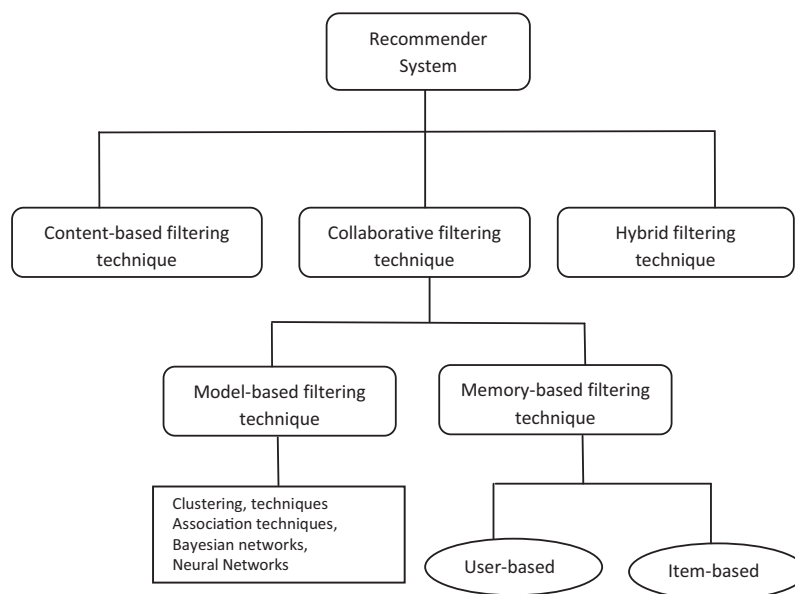 Recommender
System
Content-based filtering
technique
Collaborative filtering
technique
Hybrid filtering
technique
Model-based filtering
technique
Memory-based filtering
technique
Clustering, techniques
Association techniques,
Bayesian networks,
Neural Networks
User-based
Item-based